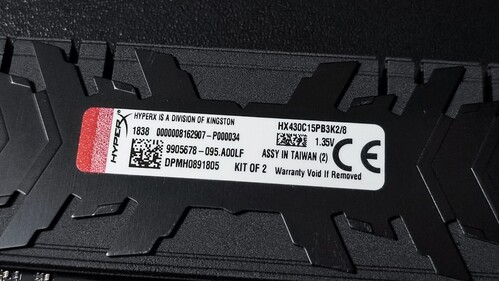 HYPERX
HYPERX IS A DIVISION OF KINGSTON
1838 0000008162907-P000034
9905678-095.A00LF
DPMH0891805 KIT OF 2
HX430C15PB3K2/8
1.35V
ASSY IN TAIWAN (2)
Warranty Void If Removed
CE